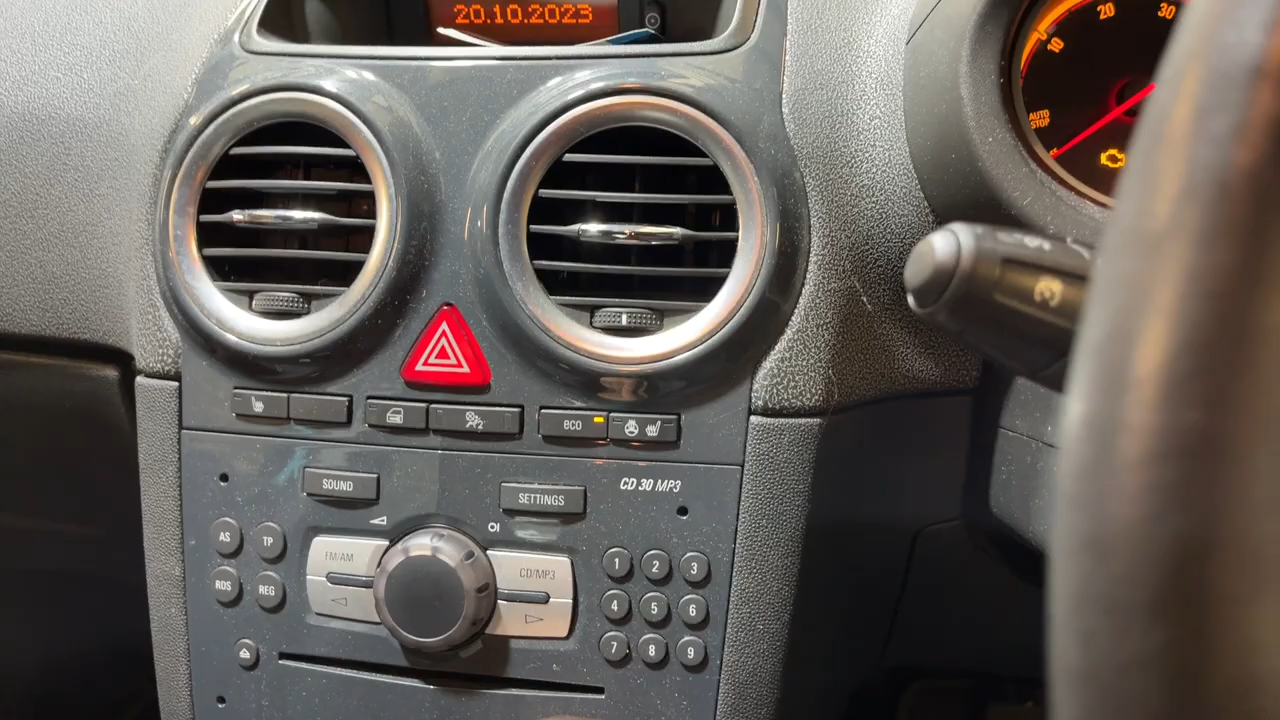 20.10.2023
10
20
30
AUTO
STOP
eco
SOUND
SETTINGS
CD 30 MP3
AS
TP
RDS
REG
FM/AM
CD/MP3
1
2
3
4
5
6
7
8
9